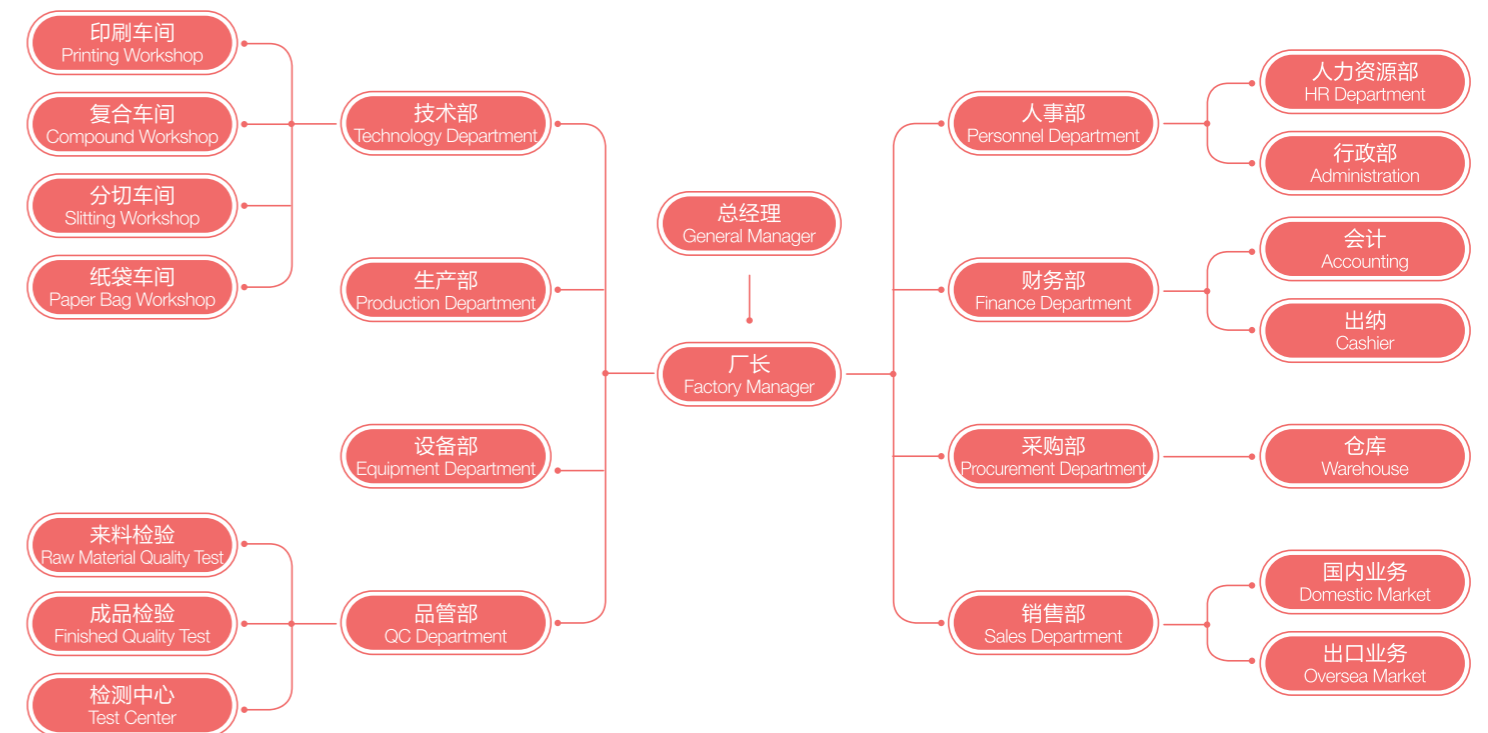 印刷车间
Printing Workshop
复合车间
Compound Workshop
分切车间
Slitting Workshop
纸袋车间
Paper Bag Workshop
技术部
Technology Department
生产部
Production Department
设备部
Equipment Department
来料检验
Raw Material Quality Test
成品检验
Finished Quality Test
检测中心
Test Center
品管部
QC Department
总经理
General Manager
厂长
Factory Manager
人事部
Personnel Department
财务部
Finance Department
采购部
Procurement Department
销售部
Sales Department
人力资源部
HR Department
行政部
Administration
会计
Accounting
出纳
Cashier
仓库
Warehouse
国内业务
Domestic Market
出口业务
Oversea Market